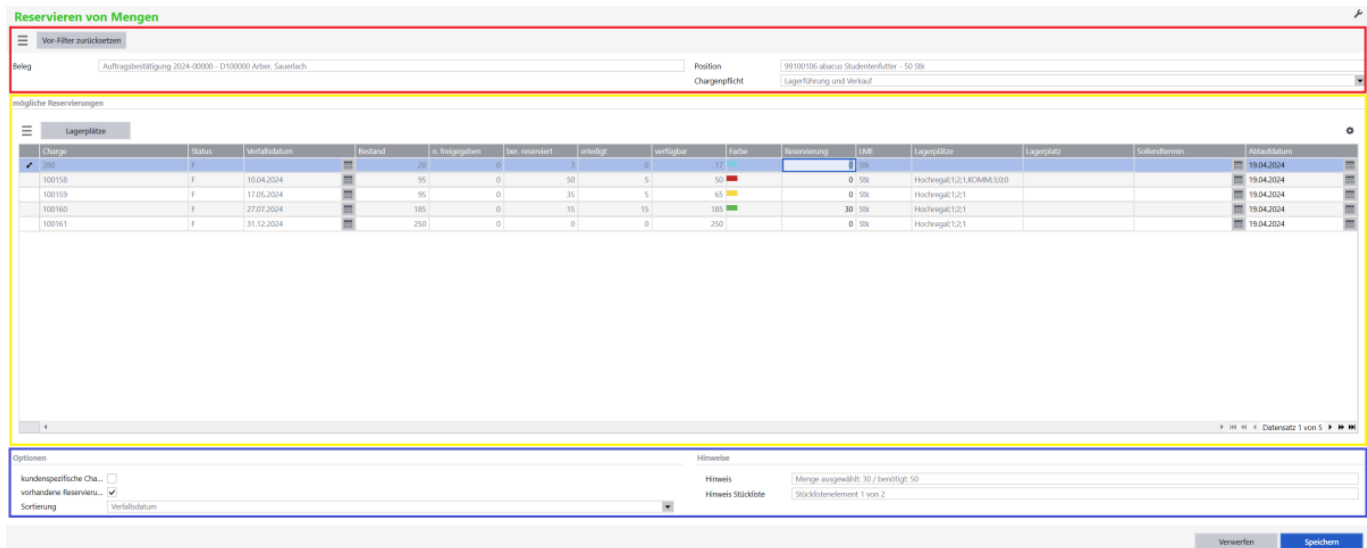 Reservieren von Mengen
Vor-Filter zurücksetzen
Beleg Auftragsbestätigung 2024-00000 - D100000 Arber, Sauerlach Position 99100106 abacus Studentenfutter - 50 Stk
Chargenpflicht Lagerführung und Verkauf
mögliche Reservierungen
Lagerplätze
Charge Status Verfallsdatum Bestand n. freigegeben ber. reserviert erledigt verfügbar Farbe Reservierung LME Lagerplätze Lagerplatz Sollendtermin Ablaufdatum
280 F 20 0 3 0 17 0 Stk 19.04.2024
100158 F 10.04.2024 95 0 50 5 50 0 Stk Hochregal;1;2;1,KOMM;3;0;0 19.04.2024
100159 F 17.05.2024 95 0 35 5 65 0 Stk Hochregal;1;2;1 19.04.2024
100160 F 27.07.2024 185 0 15 15 185 30 Stk Hochregal;1;2;1 19.04.2024
100161 F 31.12.2024 250 0 0 0 250 0 Stk Hochregal;1;2;1 19.04.2024
Datensatz 1 von 5
Optionen Hinweise
kundenspezifische Cha... Hinweis Menge ausgewählt: 30 / benötigt: 50
vorhandene Reservieru... Hinweis Stückliste Stücklistenelement 1 von 2
Sortierung Verfallsdatum
Verwerfen Speichern